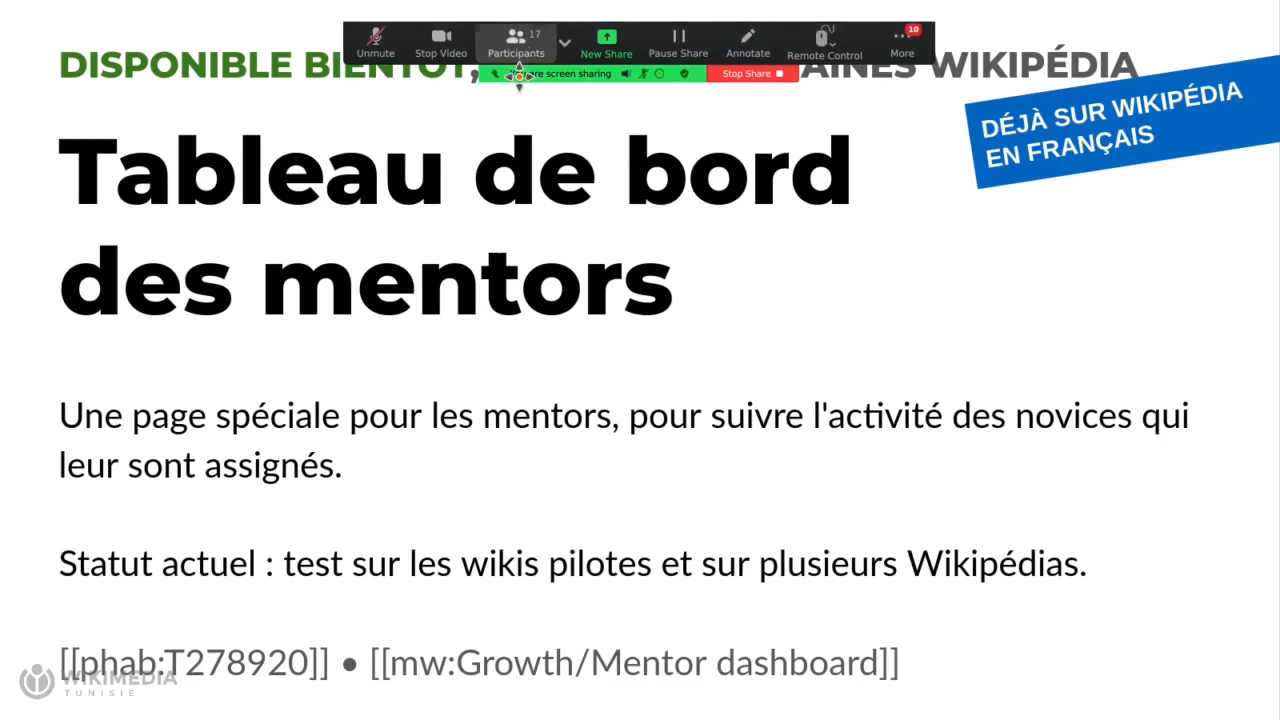 Unmute
Stop Video
Participants
17
New Share
Pause Share
Annotate
Remote Control
10
More
screen sharing
Stop Share
DISPONIBLE
WIKIPÉDIA
DÉJÀ SUR WIKIPÉDIA
EN FRANÇAIS
Tableau de bord
des mentors
Une page spéciale pour les mentors, pour suivre l'activité des novices qui
leur sont assignés.
Statut actuel : test sur les wikis pilotes et sur plusieurs Wikipédias.
[[phab:T278920]] • [[mw:Growth/Mentor dashboard]]
WIKIMEDIA
TUNISIE